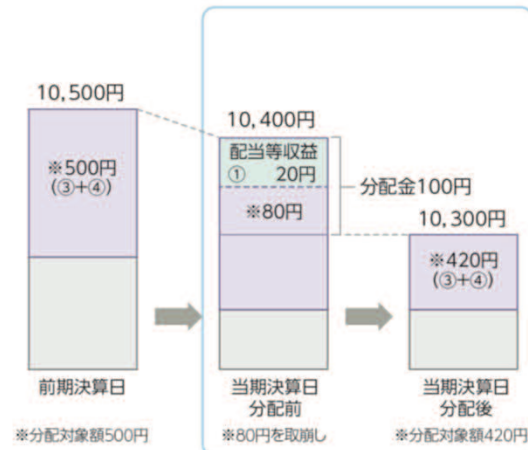 10,500円
※500円
(③+④)
前期決算日
※分配対象額500円
10,400円
配当等収益
① 20円
※80円
分配金100円
当期決算日
分配前
※80円を取崩し
10,300円
※420円
(③+④)
当期決算日
分配後
※分配対象額420円